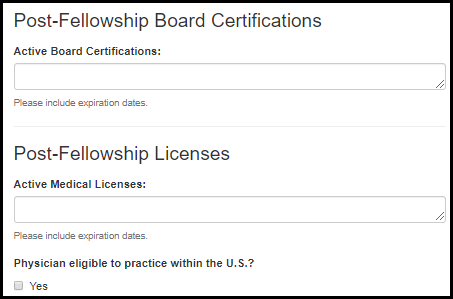 Post-Fellowship Board Certifications
Active Board Certifications:
Please include expiration dates.
Post-Fellowship Licenses
Active Medical Licenses:
Please include expiration dates.
Physician eligible to practice within the U.S.?
Yes